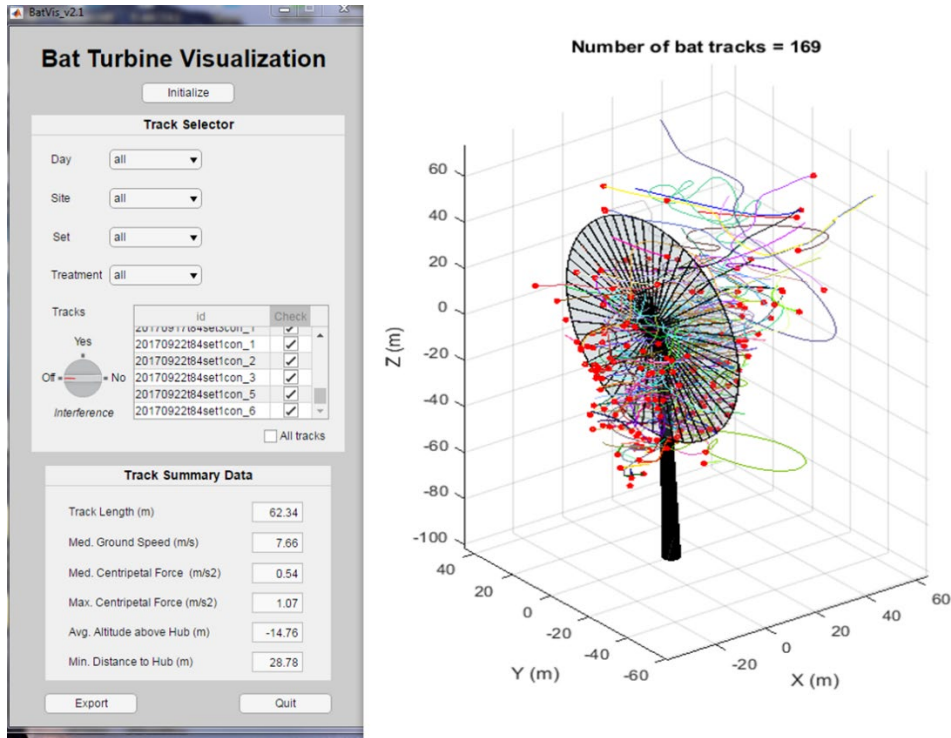 BatVis_v2.1
Bat Turbine Visualization
Initialize
Track Selector
Day all
Site all
Set all
Treatment all
Tracks
id Check
20170917t84set3con_1
20170922t84set1con_1
20170922t84set1con_2
20170922t84set1con_3
20170922t84set1con_5
20170922t84set1con_6
Yes
Off No
Interference
All tracks
Track Summary Data
Track Length (m) 62.34
Med. Ground Speed (m/s) 7.66
Med. Centripetal Force (m/s2) 0.54
Max. Centripetal Force (m/s2) 1.07
Avg. Altitude above Hub (m) -14.76
Min. Distance to Hub (m) 28.78
Export Quit
Number of bat tracks = 169
60
40
20
0
-20
-40
-60
-80
-100
Z (m)
40
20
0
-20
-40
-60
Y (m)
-20
0
20
40
60
X (m)